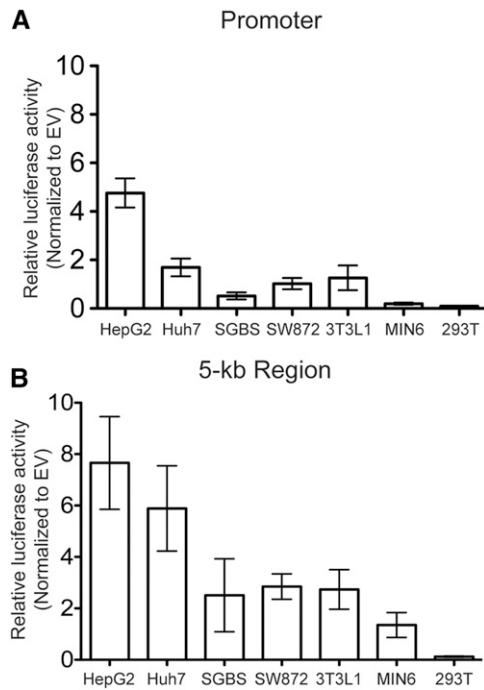 A
Promoter
Relative luciferase activity
(Normalized to EV)
10
8
6
4
2
0
HepG2 Huh7 SGBS SW872 3T3L1 MIN6 293T
B
5-kb Region
Relative luciferase activity
(Normalized to EV)
10
8
6
4
2
0
HepG2 Huh7 SGBS SW872 3T3L1 MIN6 293T